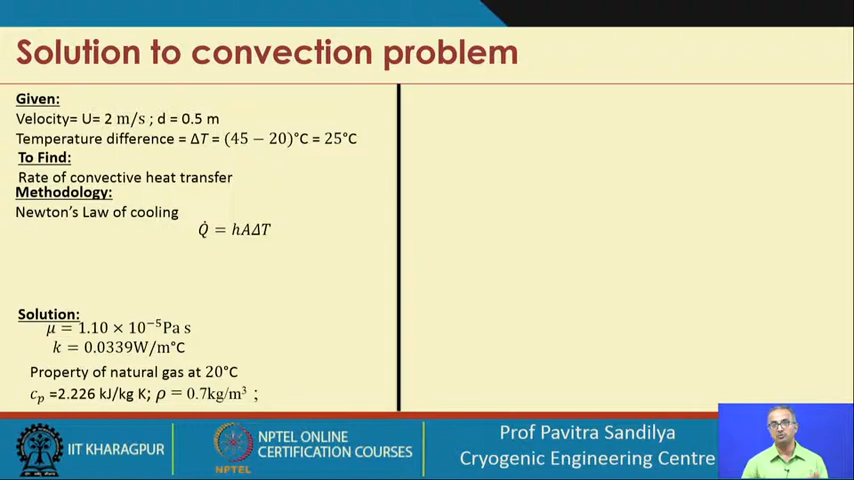 Solution to convection problem
Given:
Velocity= U= 2 m/s ; d = 0.5 m
Temperature difference = ΔT = (45 − 20)°C = 25°C
To Find:
Rate of convective heat transfer
Methodology:
Newton's Law of cooling
Q̇ = hAΔT
Solution:
μ = 1.10 × 10⁻⁵Pa s
k = 0.0339W/m°C
Property of natural gas at 20°C
cₚ =2.226 kJ/kg K; ρ = 0.7kg/m³ ;
IIT KHARAGPUR
NPTEL
NPTEL ONLINE
CERTIFICATION COURSES
Prof Pavitra Sandilya
Cryogenic Engineering Centre